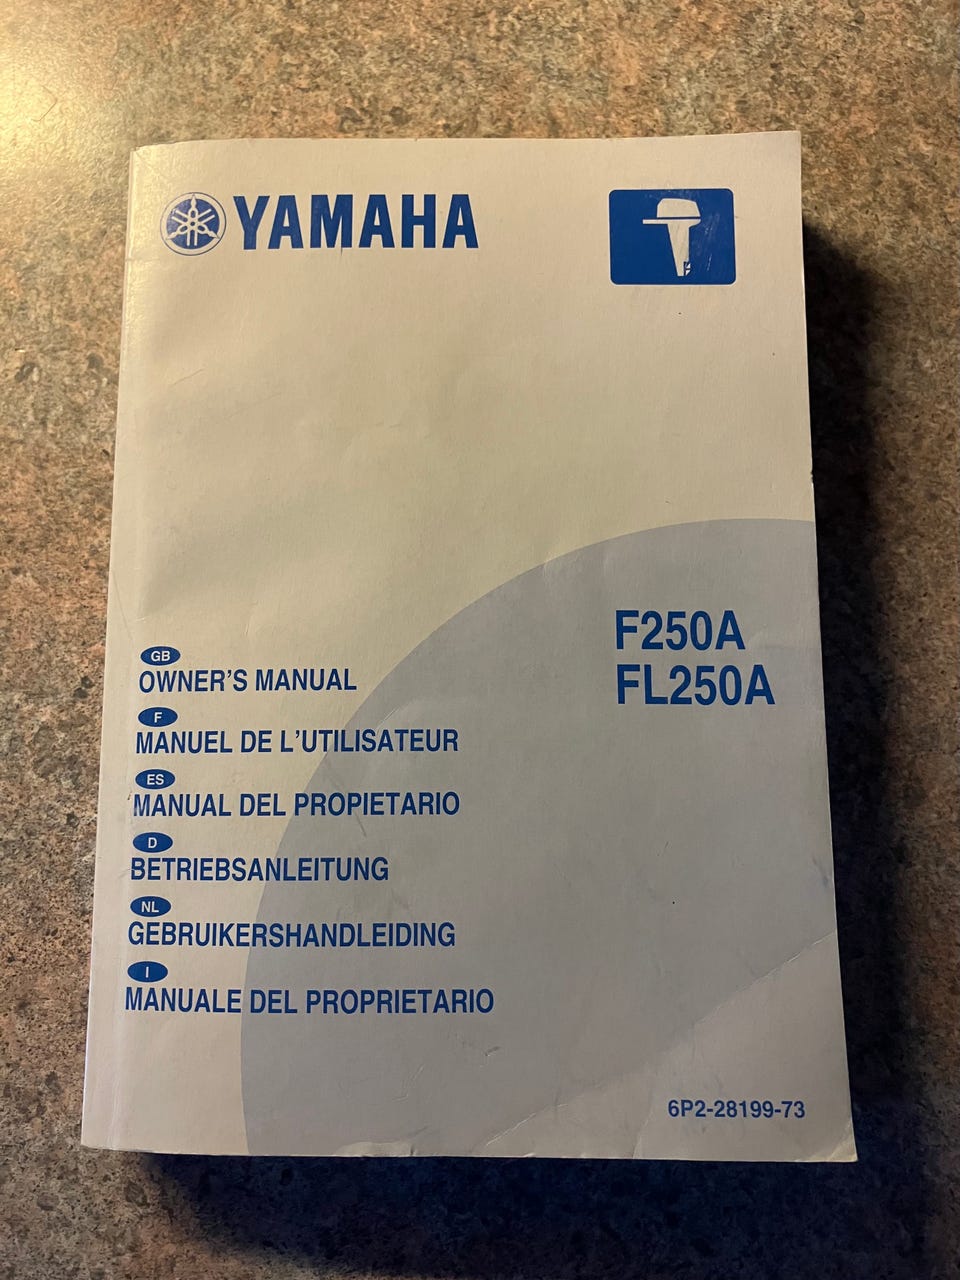 YAMAHA
F250A
FL250A
GB
OWNER'S MANUAL
F
MANUEL DE L'UTILISATEUR
ES
MANUAL DEL PROPIETARIO
D
BETRIEBSANLEITUNG
NL
GEBRUIKERSHANDLEIDING
I
MANUALE DEL PROPRIETARIO
6P2-28199-73